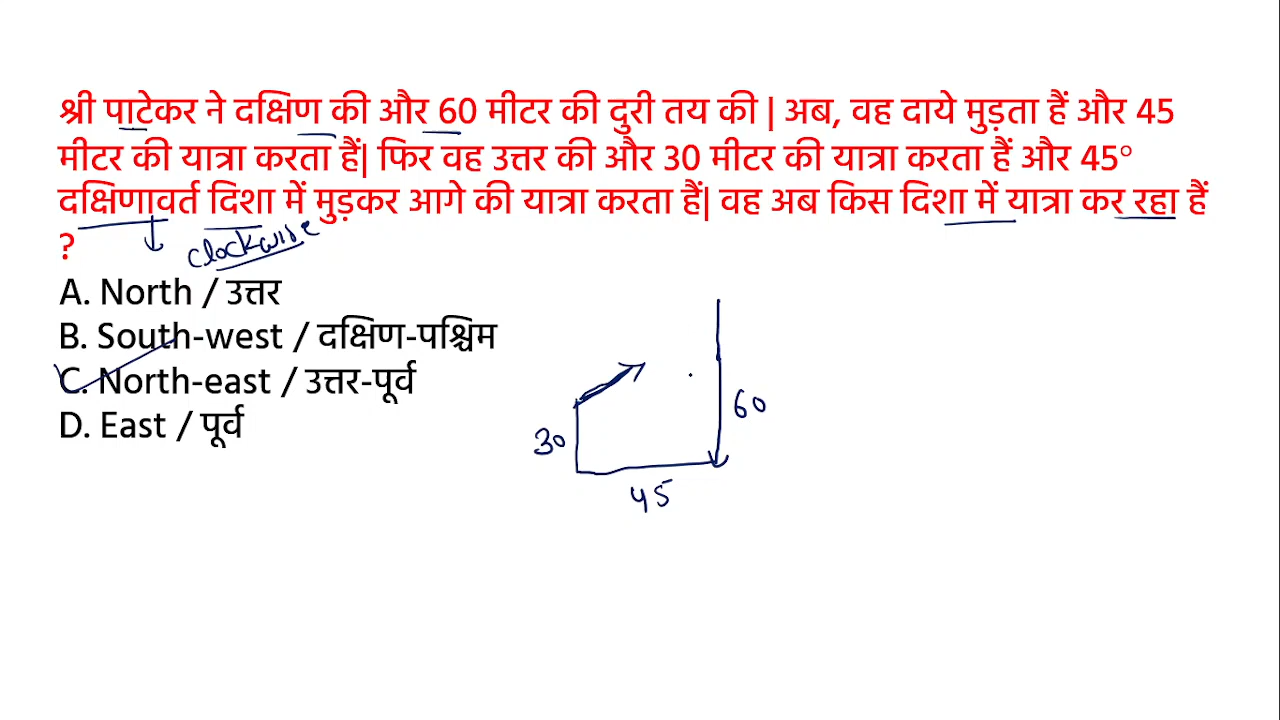 श्री पाटेकर ने दक्षिण की और 60 मीटर की दुरी तय की | अब, वह दाये मुड़ता हैं और 45
मीटर की यात्रा करता हैं| फिर वह उत्तर की और 30 मीटर की यात्रा करता हैं और 45°
दक्षिणावर्त दिशा में मुड़कर आगे की यात्रा करता हैं| वह अब किस दिशा में यात्रा कर रहा हैं
?
clockwise
A. North / उत्तर
B. South-west / दक्षिण-पश्चिम
C. North-east / उत्तर-पूर्व
D. East / पूर्व
60
30
45